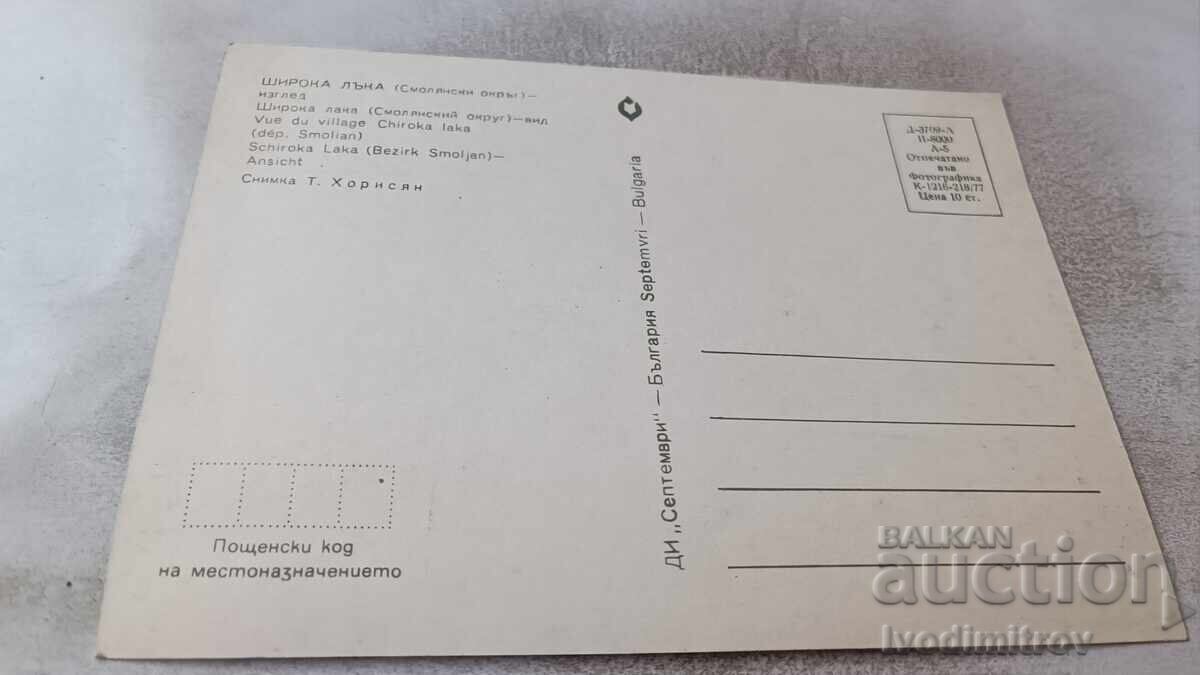 ШИРОКА ЛЪКА (Смолянски окръг)—
изглед
Широка лака (Смолянский округ)—вид
Vue du village Chiroka laka
(dép. Smolian)
Schiroka Laka (Bezirk Smoljan)—
Ansicht
Снимка Т. Хорисян
Д-3709-А
П-8000
А-5
Отпечатано
във
Фотографика
К-1216-218/77
Цена 10 ст.
ДИ „Септември" — България Septemvri — Bulgaria
Пощенски код
на местоназначението
BALKAN
auction
Ivodimitrov